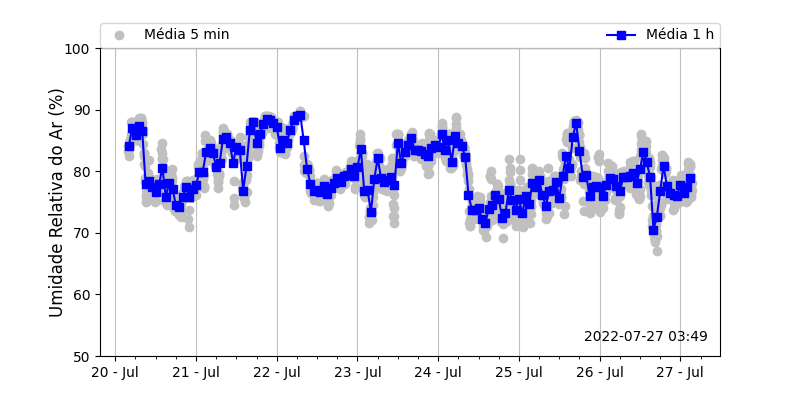 Média 5 min
Média 1 h
Umidade Relativa do Ar (%)
100
90
80
70
60
50
2022-07-27 03:49
20 - Jul
21 - Jul
22 - Jul
23 - Jul
24 - Jul
25 - Jul
26 - Jul
27 - Jul